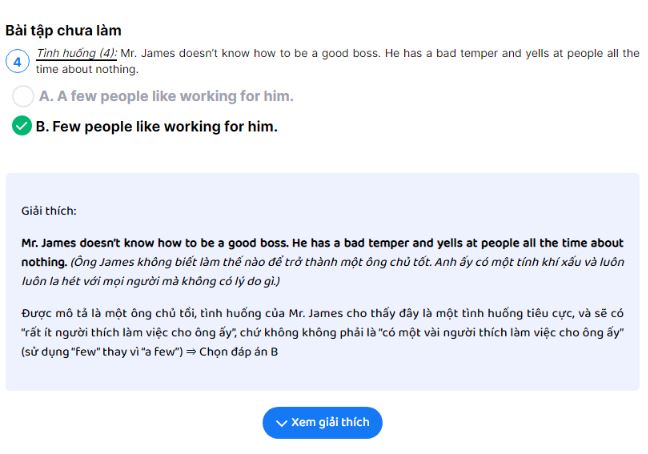 Bài tập chưa làm
4 Tình huống (4): Mr. James doesn't know how to be a good boss. He has a bad temper and yells at people all the
time about nothing.
A. A few people like working for him.
B. Few people like working for him.
Giải thích:
Mr. James doesn't know how to be a good boss. He has a bad temper and yells at people all the time about
nothing. (Ông James không biết làm thế nào để trở thành một ông chủ tốt. Anh ấy có một tính khí xấu và luôn
luôn la hét với mọi người mà không có lý do gì.)
Được mô tả là một ông chủ tồi, tình huống của Mr. James cho thấy đây là một tình huống tiêu cực, và sẽ có
"rất ít người thích làm việc cho ông ấy", chứ không không phải là "có một vài người thích làm việc cho ông ấy"
(sử dụng "few" thay vì "a few") ⇒ Chọn đáp án B
Xem giải thích